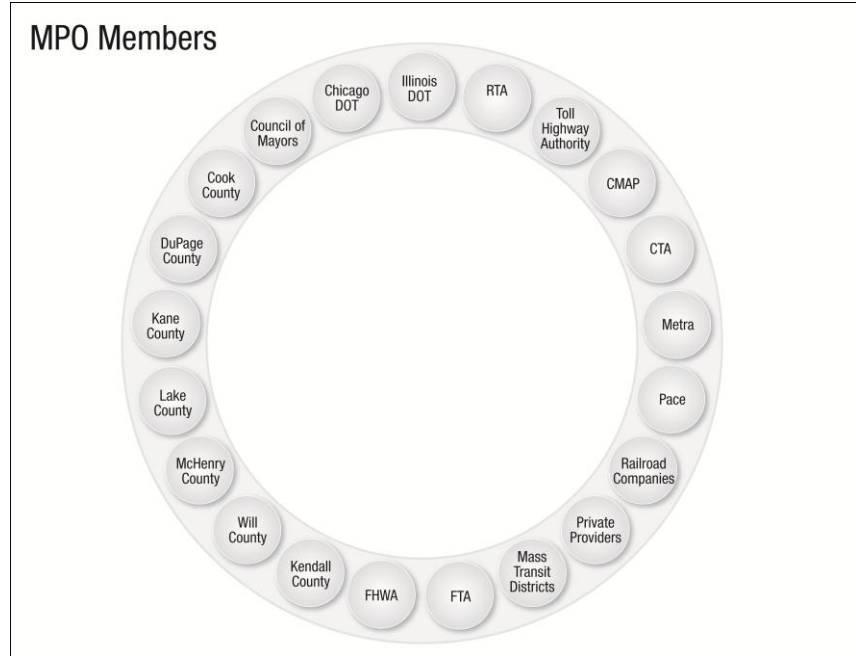 MPO Members
Illinois
DOT
RTA
Toll
Highway
Authority
CMAP
CTA
Metra
Pace
Railroad
Companies
Private
Providers
Mass
Transit
Districts
FTA
FHWA
Kendall
County
Will
County
McHenry
County
Lake
County
Kane
County
DuPage
County
Cook
County
Council of
Mayors
Chicago
DOT